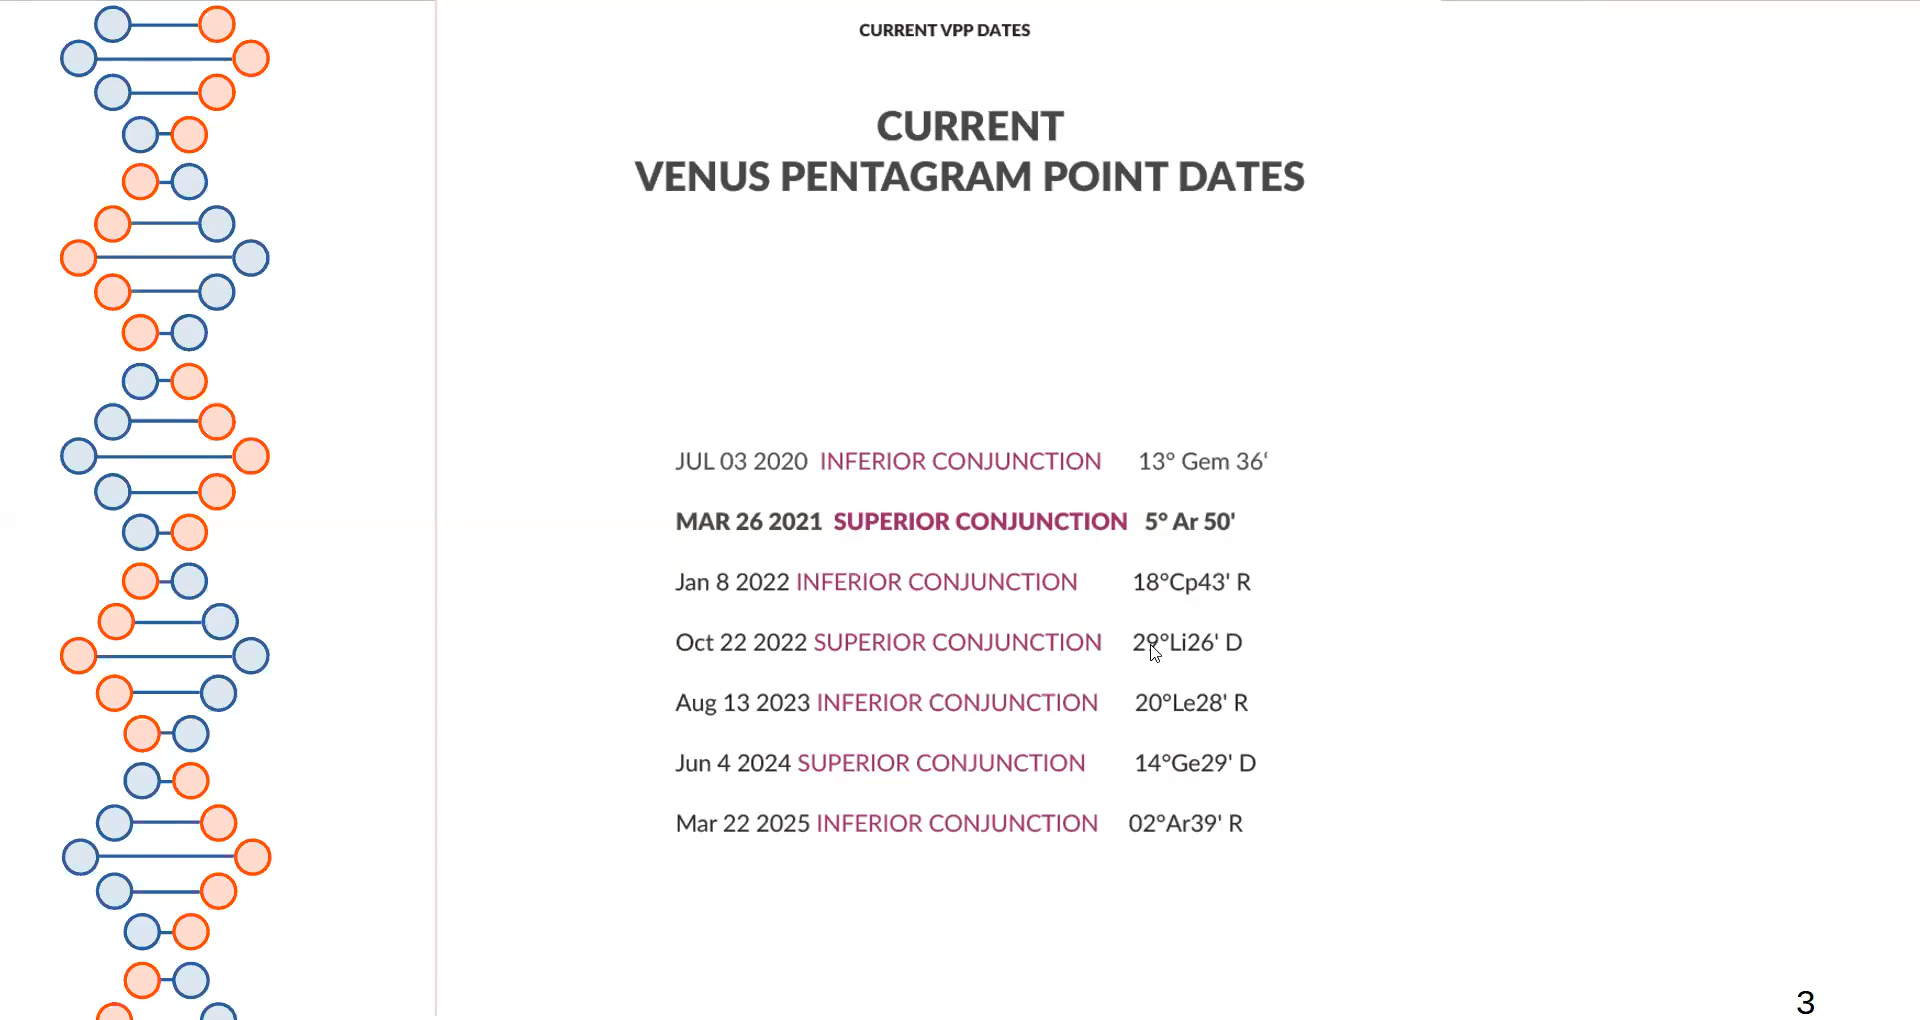 CURRENT VPP DATES
CURRENT
VENUS PENTAGRAM POINT DATES
JUL 03 2020 INFERIOR CONJUNCTION 13° Gem 36‘
MAR 26 2021 SUPERIOR CONJUNCTION 5° Ar 50'
Jan 8 2022 INFERIOR CONJUNCTION 18°Cp43' R
Oct 22 2022 SUPERIOR CONJUNCTION 29°Li26' D
Aug 13 2023 INFERIOR CONJUNCTION 20°Le28' R
Jun 4 2024 SUPERIOR CONJUNCTION 14°Ge29' D
Mar 22 2025 INFERIOR CONJUNCTION 02°Ar39' R
3